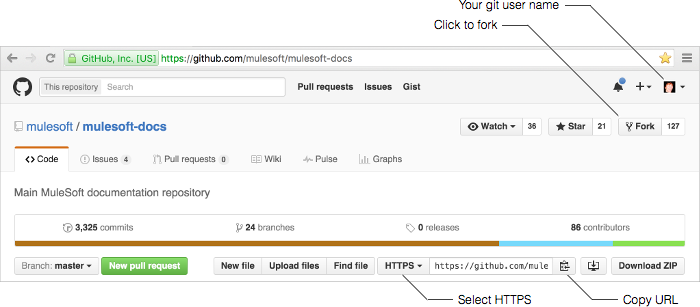 Your git user name
Click to fork
GitHub, Inc. [US] https://github.com/mulesoft/mulesoft-docs
This repository Search Pull requests Issues Gist
mulesoft / mulesoft-docs Watch 36 Star 21 Fork 127
Code Issues 4 Pull requests 0 Wiki Pulse Graphs
Main MuleSoft documentation repository
3,325 commits 24 branches 0 releases 86 contributors
Branch: master New pull request New file Upload files Find file HTTPS https://github.com/mule Download ZIP
Select HTTPS Copy URL